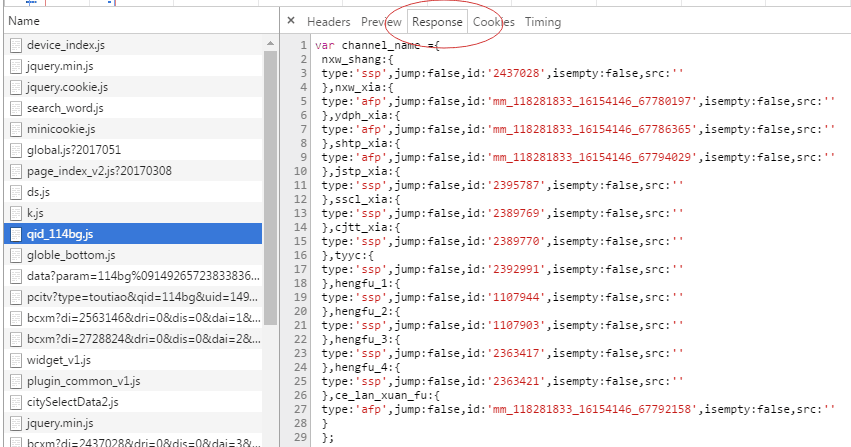 Name
device_index.js
jquery.min.js
jquery.cookie.js
search_word.js
minicookie.js
global.js?2017051
page_index_v2.js?20170308
ds.js
k.js
qid_114bg.js
globle_bottom.js
data?param=114bg%09149265723833836...
pcitv?type=toutiao&qid=114bg&uid=149...
bcxm?di=2563146&dri=0&dis=0&dai=1&...
bcxm?di=2728824&dri=0&dis=0&dai=2&...
widget_v1.js
plugin_common_v1.js
citySelectData2.js
jquery.min.js
bcxm?di=2437028&dri=0&dis=0&dai=3&...
× Headers Preview Response Cookies Timing
1 var channel_name ={
2 nxw_shang:{
3 type:'ssp',jump:false,id:'2437028',isempty:false,src:''
4 },nxw_xia:{
5 type:'afp',jump:false,id:'mm_118281833_16154146_67780197',isempty:false,src:''
6 },ydph_xia:{
7 type:'afp',jump:false,id:'mm_118281833_16154146_67786365',isempty:false,src:''
8 },shtp_xia:{
9 type:'afp',jump:false,id:'mm_118281833_16154146_67794029',isempty:false,src:''
10 },jstp_xia:{
11 type:'ssp',jump:false,id:'2395787',isempty:false,src:''
12 },sscl_xia:{
13 type:'ssp',jump:false,id:'2389769',isempty:false,src:''
14 },cjtt_xia:{
15 type:'ssp',jump:false,id:'2389770',isempty:false,src:''
16 },tyyc:{
17 type:'ssp',jump:false,id:'2392991',isempty:false,src:''
18 },hengfu_1:{
19 type:'ssp',jump:false,id:'1107944',isempty:false,src:''
20 },hengfu_2:{
21 type:'ssp',jump:false,id:'1107903',isempty:false,src:''
22 },hengfu_3:{
23 type:'ssp',jump:false,id:'2363417',isempty:false,src:''
24 },hengfu_4:{
25 type:'ssp',jump:false,id:'2363421',isempty:false,src:''
26 },ce_lan_xuan_fu:{
27 type:'afp',jump:false,id:'mm_118281833_16154146_67792158',isempty:false,src:''
28 }
29 };